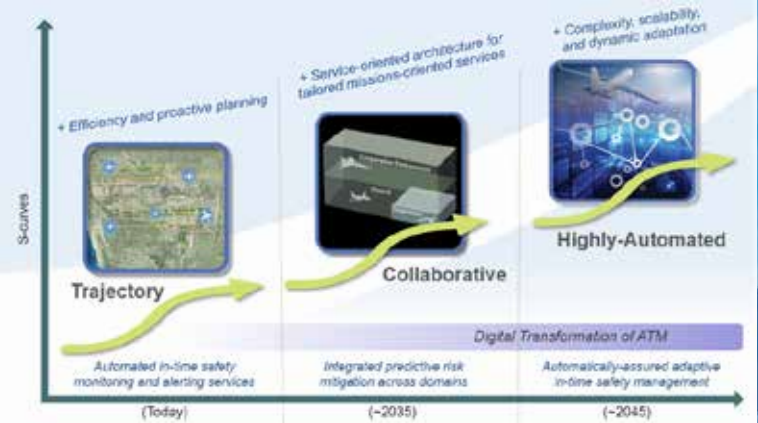 + Complexity, scalability,
and dynamic adaptation
+ Service-oriented architecture for
tailored missions-oriented services
+ Efficiency and proactive planning
S-curves
Trajectory
Collaborative
Highly-Automated
Digital Transformation of ATM
Automated in-time safety
monitoring and alerting services
Integrated predictive risk
mitigation across domains
Automatically-assured adaptive
in-time safety management
(Today)
(~2035)
(~2045)